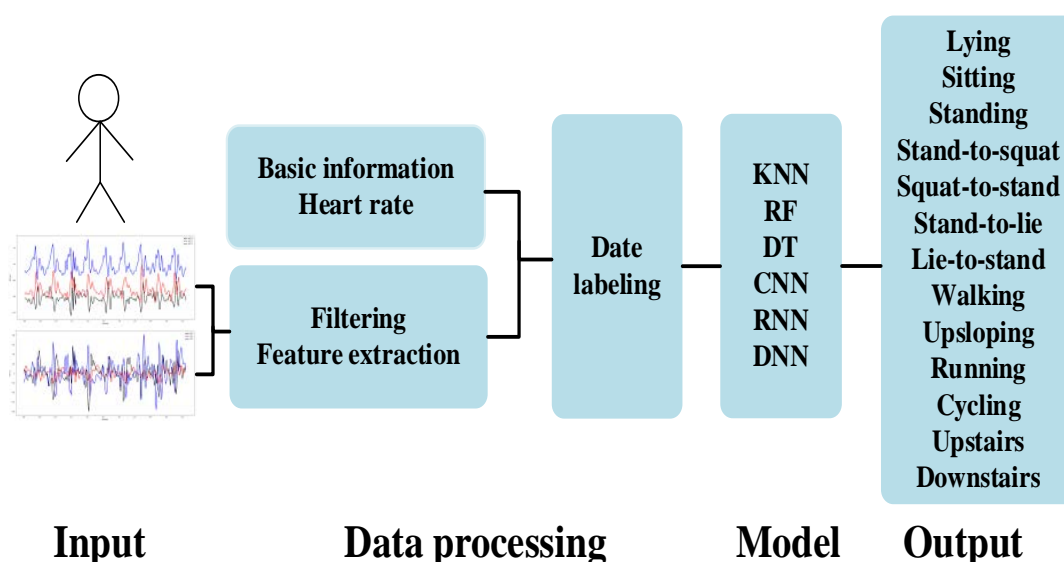 Basic information
Heart rate
Filtering
Feature extraction
Date
labeling
KNN
RF
DT
CNN
RNN
DNN
Lying
Sitting
Standing
Stand-to-squat
Squat-to-stand
Stand-to-lie
Lie-to-stand
Walking
Upsloping
Running
Cycling
Upstairs
Downstairs
Input
Data processing
Model
Output